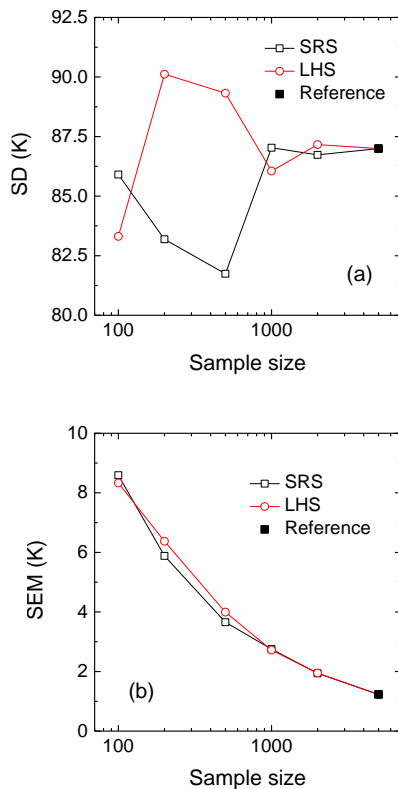 92.5
90.0
87.5
85.0
82.5
80.0
SD (K)
SRS
LHS
Reference
(a)
100
1000
Sample size
10
8
6
4
2
0
SEM (K)
SRS
LHS
Reference
(b)
100
1000
Sample size